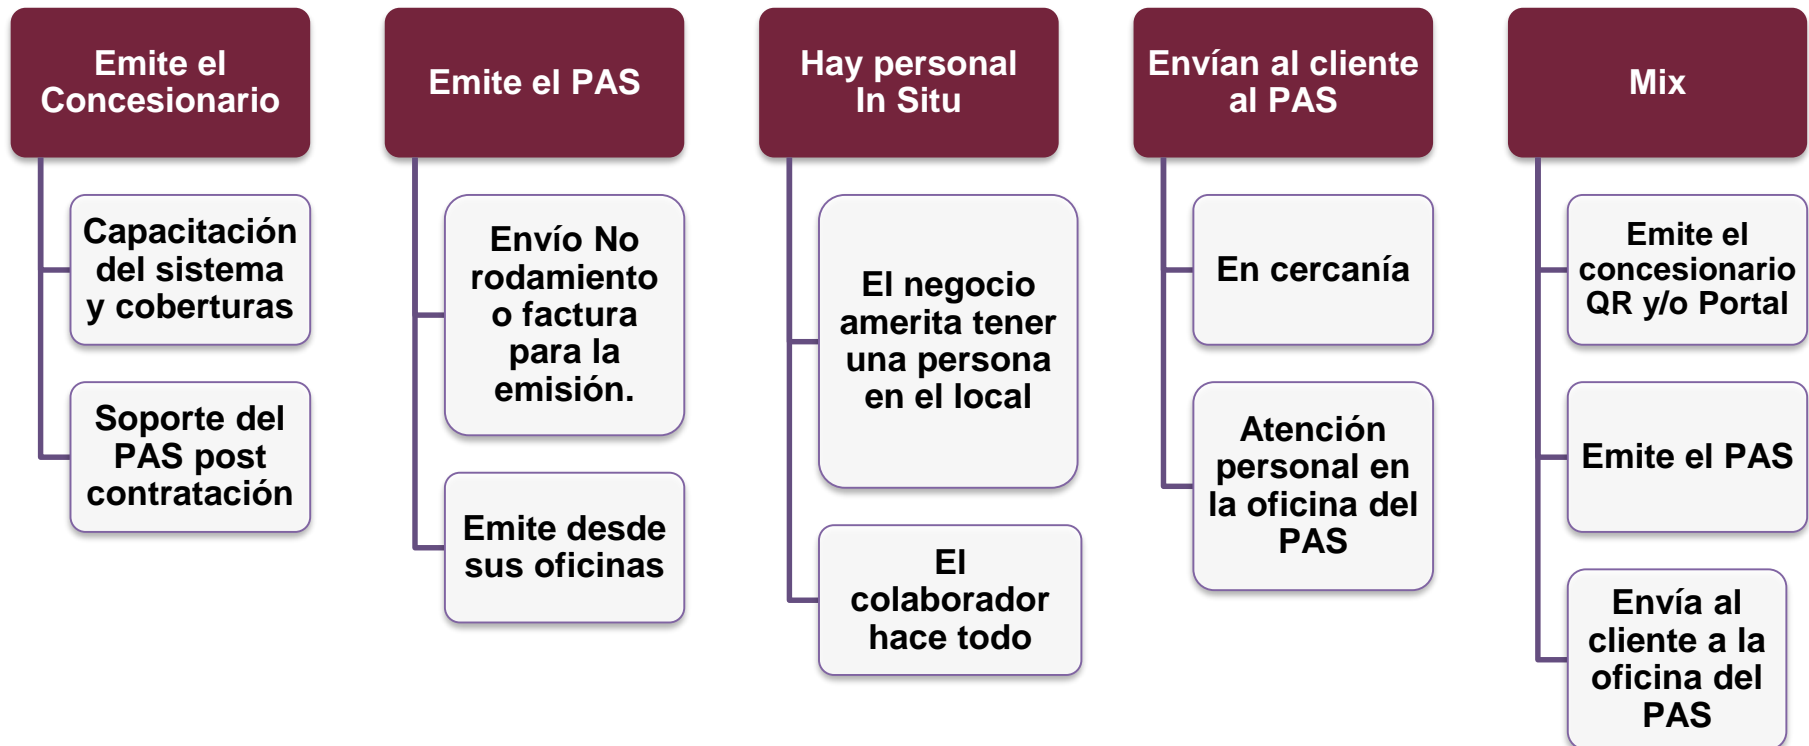 Emite el
Concesionario
Capacitación
del sistema
y coberturas
Soporte del
PAS post
contratación
Emite el PAS
Envío No
rodamiento
o factura
para la
emisión.
Emite desde
sus oficinas
Hay personal
In Situ
El negocio
amerita tener
una persona
en el local
El
colaborador
hace todo
Envían al cliente
al PAS
En cercanía
Atención
personal en
la oficina del
PAS
Mix
Emite el
concesionario
QR y/o Portal
Emite el PAS
Envía al
cliente a la
oficina del
PAS